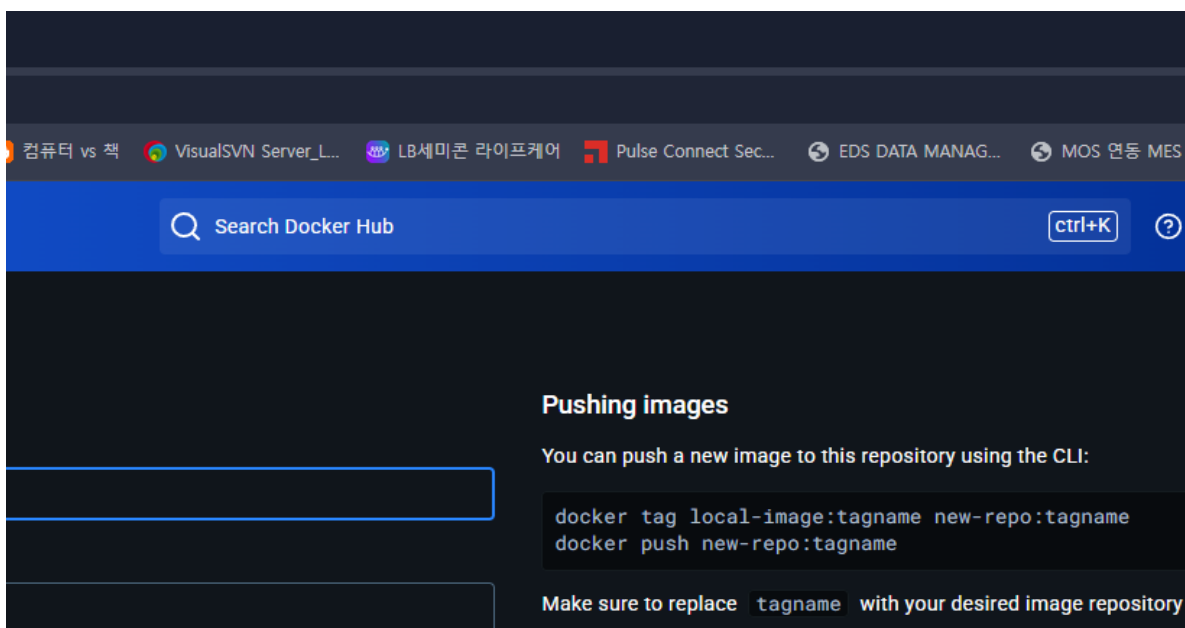 컴퓨터 vs 책 VisualSVN Server_L... LB세미콘 라이프케어 Pulse Connect Sec... EDS DATA MANAG... MOS 연동 MES
Search Docker Hub ctrl+K
Pushing images
You can push a new image to this repository using the CLI:
docker tag local-image:tagname new-repo:tagname
docker push new-repo:tagname
Make sure to replace tagname with your desired image repository